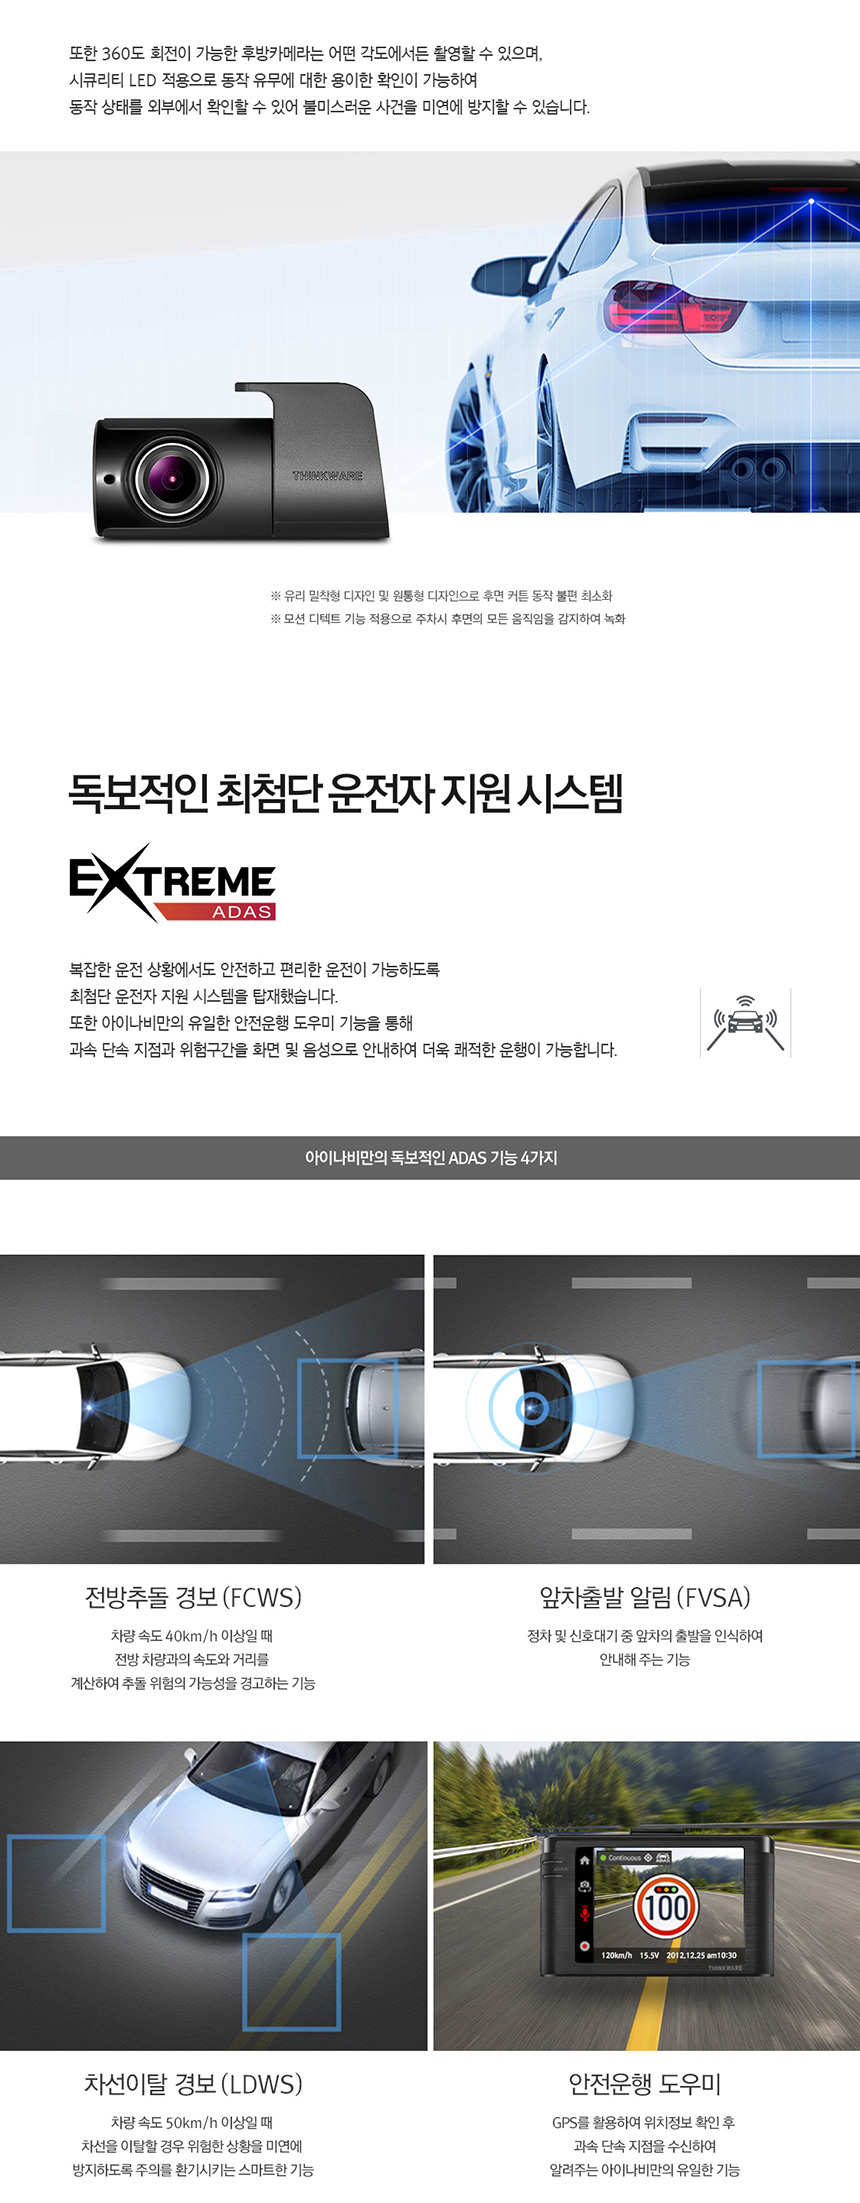 또한 360도 회전이 가능한 후방카메라는 어떤 각도에서든 촬영할 수 있으며,
시큐리티 LED 적용으로 동작 유무에 대한 용이한 확인이 가능하여
동작 상태를 외부에서 확인할 수 있어 불미스러운 사건을 미연에 방지할 수 있습니다.
THINKWARE
※ 유리 밀착형 디자인 및 원통형 디자인으로 후면 커튼 동작 불편 최소화
※ 모션 디텍트 기능 적용으로 주차시 후면의 모든 움직임을 감지하여 녹화
독보적인 최첨단 운전자 지원 시스템
EXTREME
ADAS
복잡한 운전 상황에서도 안전하고 편리한 운전이 가능하도록
최첨단 운전자 지원 시스템을 탑재했습니다.
또한 아이나비만의 유일한 안전운행 도우미 기능을 통해
과속 단속 지점과 위험구간을 화면 및 음성으로 안내하여 더욱 쾌적한 운행이 가능합니다.
아이나비만의 독보적인 ADAS 기능 4가지
전방추돌 경보 (FCWS)
차량 속도 40km/h 이상일 때
전방 차량과의 속도와 거리를
계산하여 추돌 위험의 가능성을 경고하는 기능
앞차출발 알림 (FVSA)
정차 및 신호대기 중 앞차의 출발을 인식하여
안내해 주는 기능
Continuous
ADAS
100
120km/h 15.5V 2012.12.25 am10:30
THINKWARE
차선이탈 경보 (LDWS)
차량 속도 50km/h 이상일 때
차선을 이탈할 경우 위험한 상황을 미연에
방지하도록 주의를 환기시키는 스마트한 기능
안전운행 도우미
GPS를 활용하여 위치정보 확인 후
과속 단속 지점을 수신하여
알려주는 아이나비만의 유일한 기능